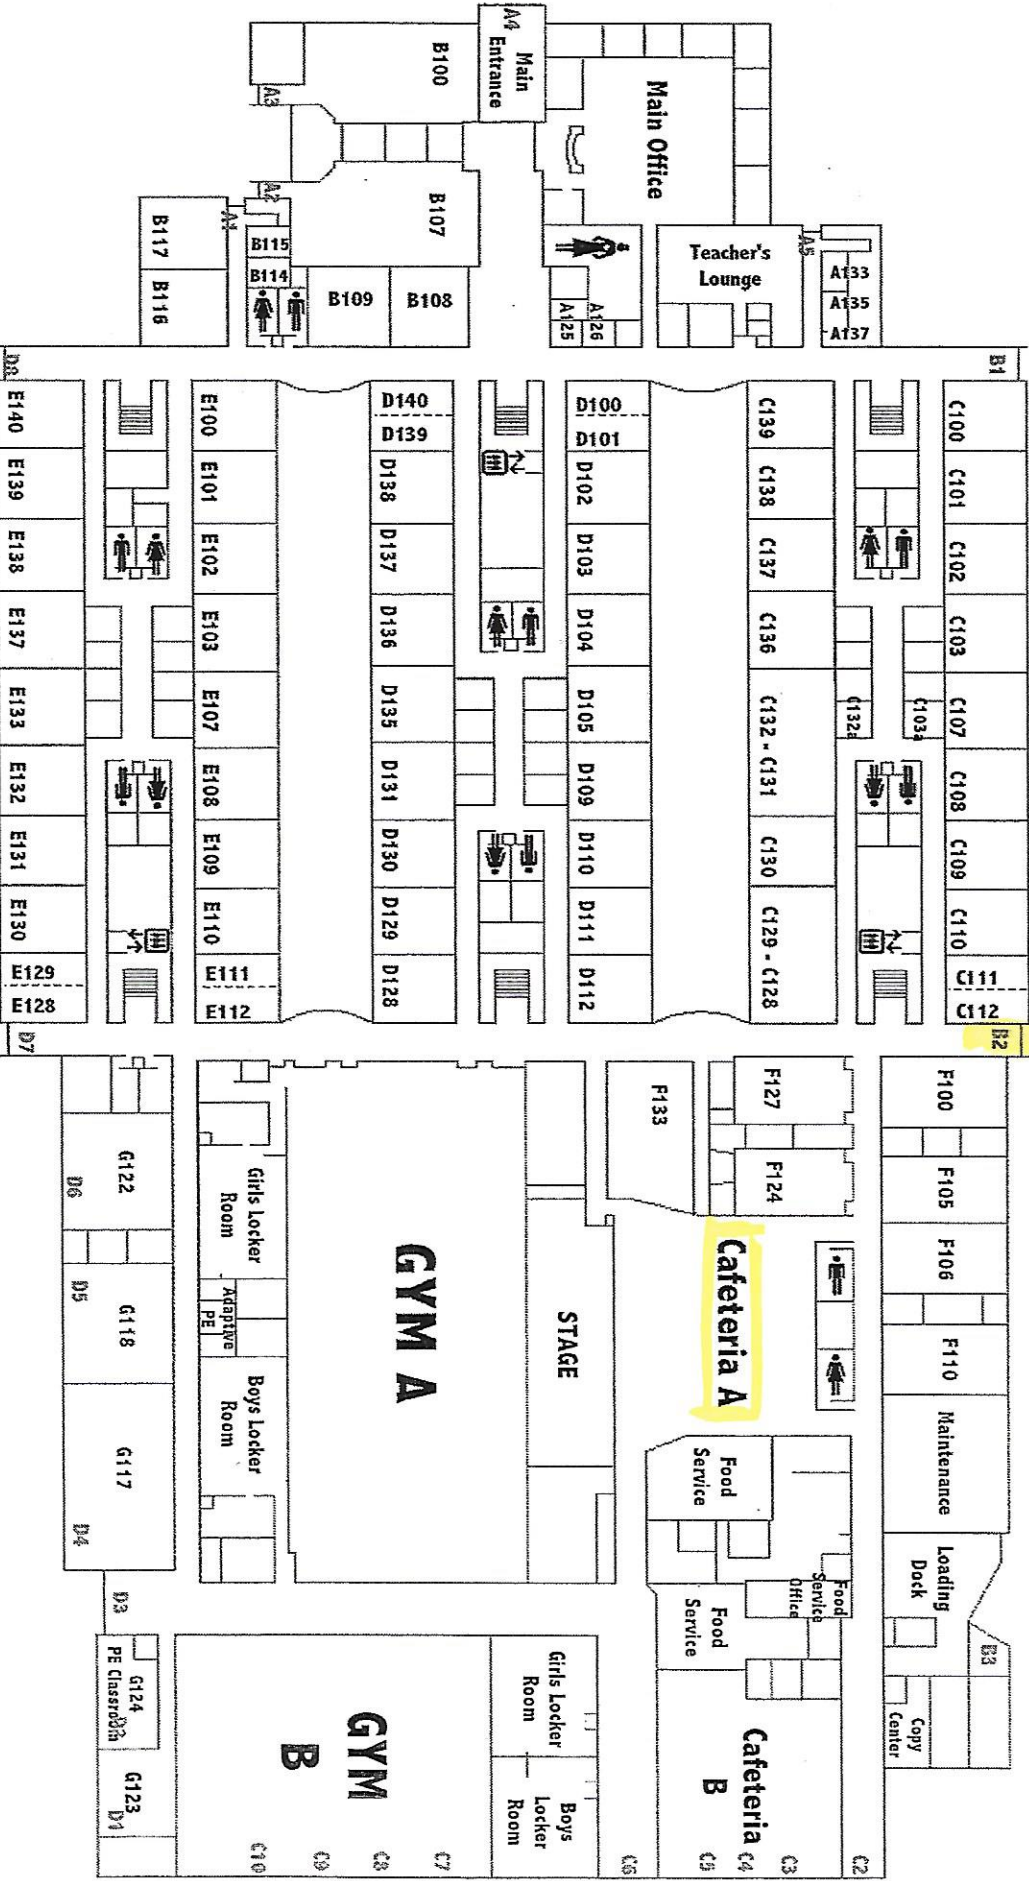 A4
Main
Entrance
B100
Main Office
A3
B107
A2
A1
B117
B116
B115
B114
B109
B108
A125
A126
Teacher's
Lounge
A5
A133
A135
A137
B1
E140
E139
E138
E137
E133
E132
E131
E130
E129
E128
E100
E101
E102
E103
E107
E108
E109
E110
E111
E112
D140
D139
D138
D137
D136
D135
D131
D130
D129
D128
D100
D101
D102
D103
D104
D105
D109
D110
D111
D112
C139
C138
C137
C136
C132 - C131
C130
C129 - C128
C132a
C103a
C100
C101
C102
C103
C107
C108
C109
C110
C111
C112
B2
D7
G122
D6
D5
G118
G117
D4
D3
Girls Locker
Room
Adaptive
PE
Boys Locker
Room
GYM A
STAGE
F133
F127
F124
Cafeteria A
F100
F105
F106
F110
Maintenance
Loading
Dock
B3
Copy
Center
Food
Service
Food
Service
Office
Food
Service
Cafeteria
B
Girls Locker
Room
Boys
Locker
Room
GYM
B
G124
PE Classroom
D2
G123
D1
C10
C9
C8
C7
C6
C5
C4
C3
C2